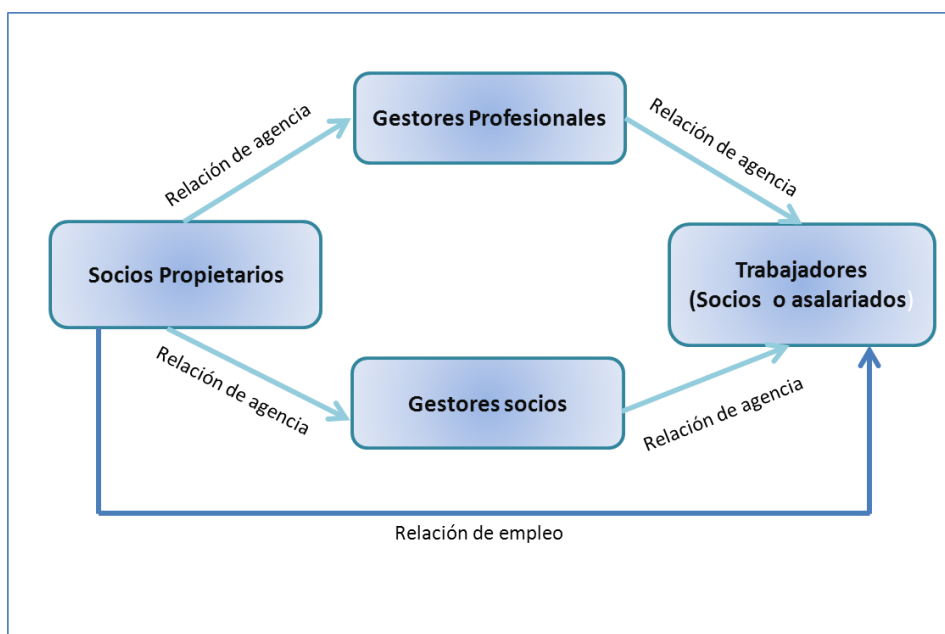 Gestores Profesionales
Relación de agencia
Relación de agencia
Socios Propietarios
Trabajadores
(Socios o asalariados)
Relación de agencia
Gestores socios
Relación de agencia
Relación de empleo